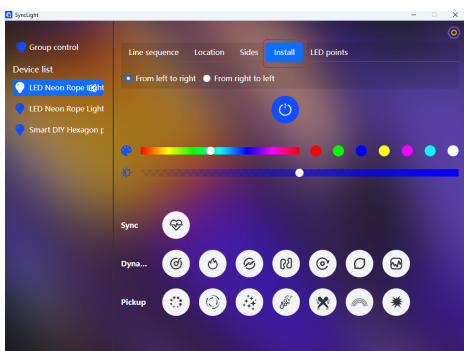 SyncLight
Group control
Device list
LED Neon Rope Light
LED Neon Rope Light
Smart DIY Hexagon p
Line sequence Location Sides Install LED points
From left to right From right to left
Sync
Dyna...
Pickup